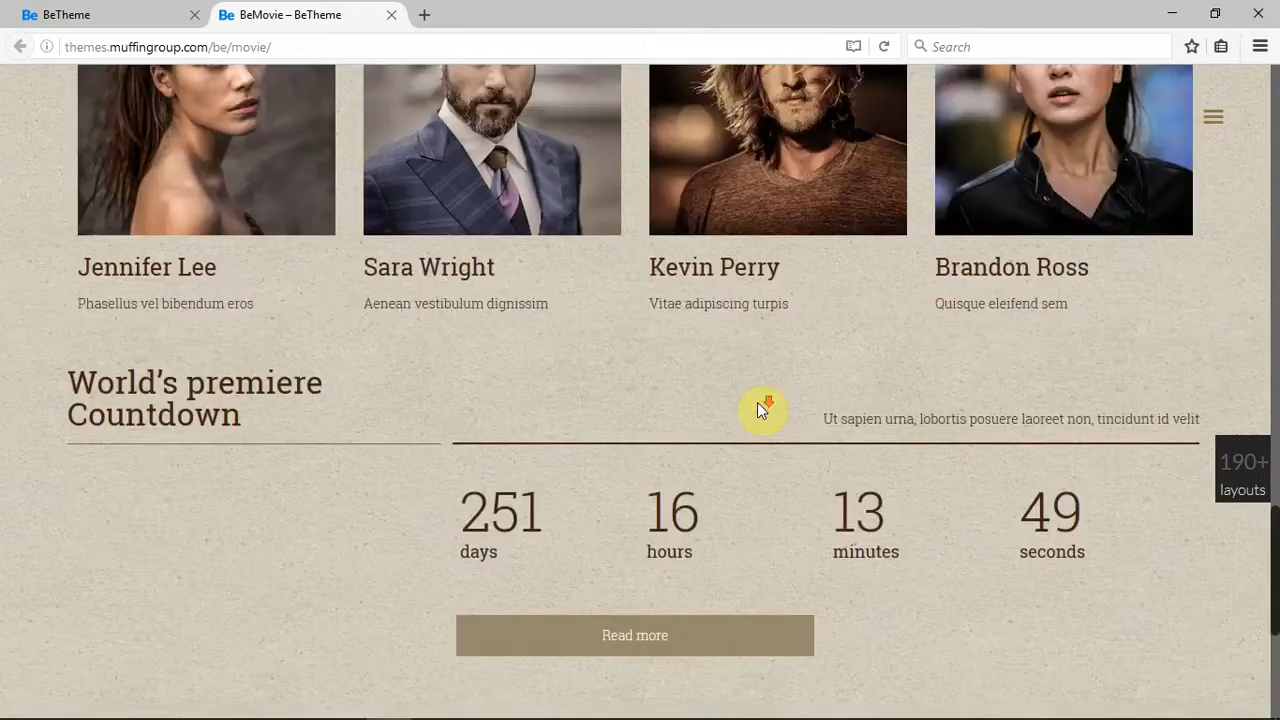 Be BeTheme
Be BeMovie – BeTheme
themes.muffingroup.com/be/movie/
Search
Jennifer Lee
Sara Wright
Kevin Perry
Brandon Ross
Phasellus vel bibendum eros
Aenean vestibulum dignissim
Vitae adipiscing turpis
Quisque eleifend sem
World’s premiere
Countdown
Ut sapien urna, lobortis posuere laoreet non, tincidunt id velit
190+
layouts
251
16
13
49
days
hours
minutes
seconds
Read more